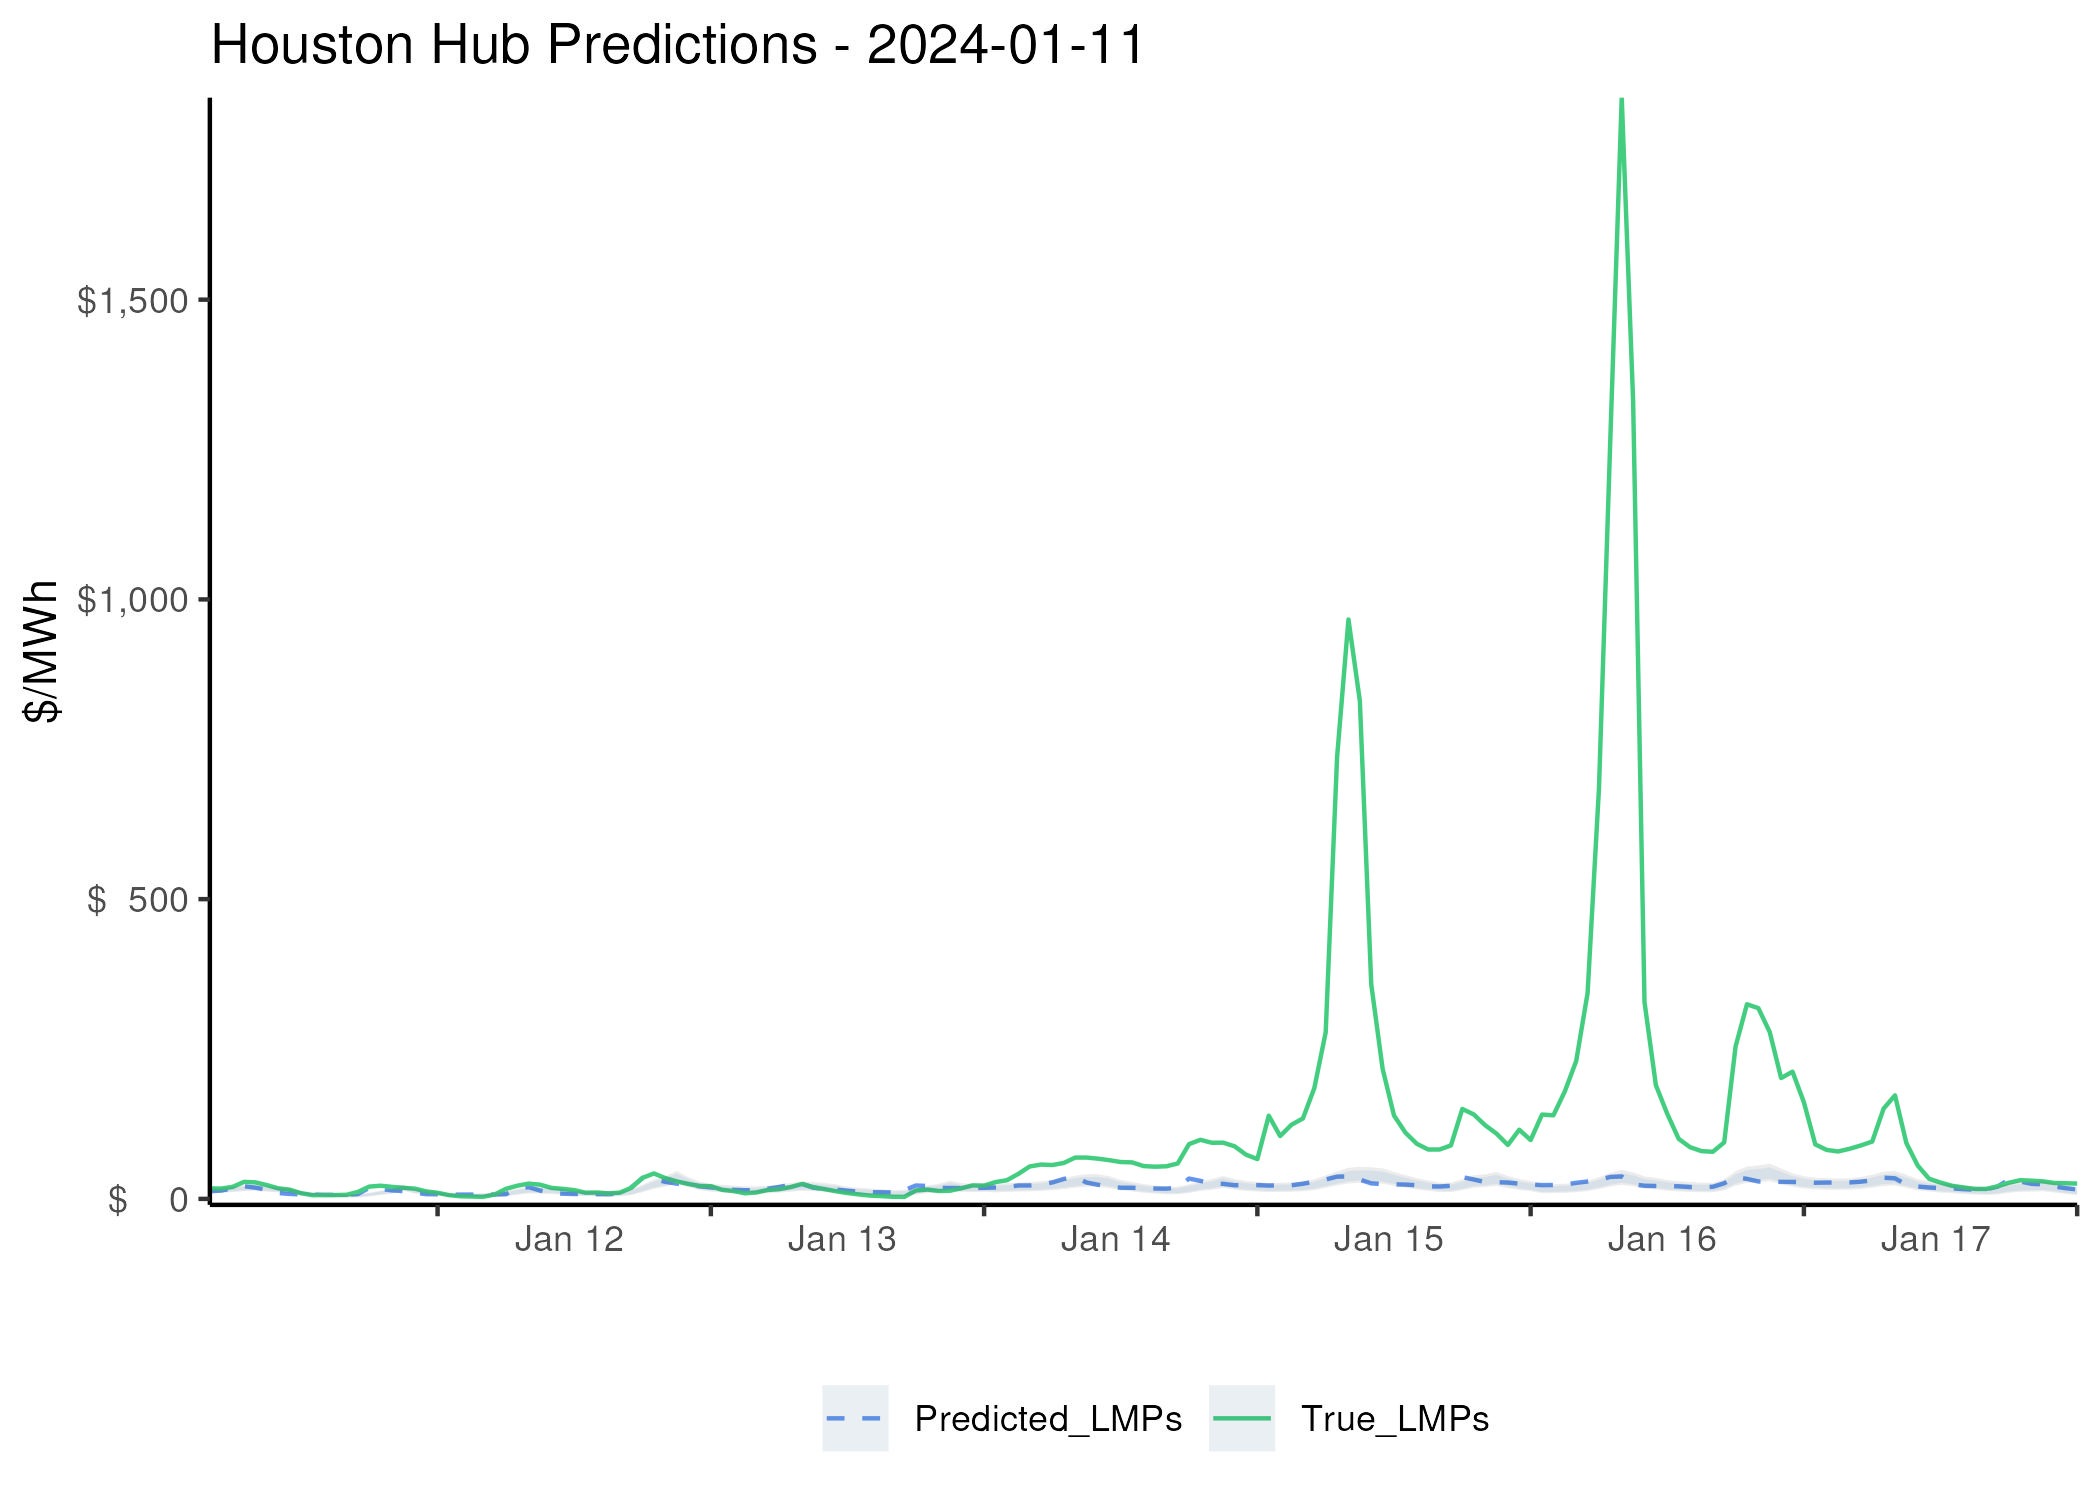 Houston Hub Predictions - 2024-01-11
$/MWh
$1,500
$1,000
$  500
$    0
Jan 12
Jan 13
Jan 14
Jan 15
Jan 16
Jan 17
Predicted_LMPs
True_LMPs